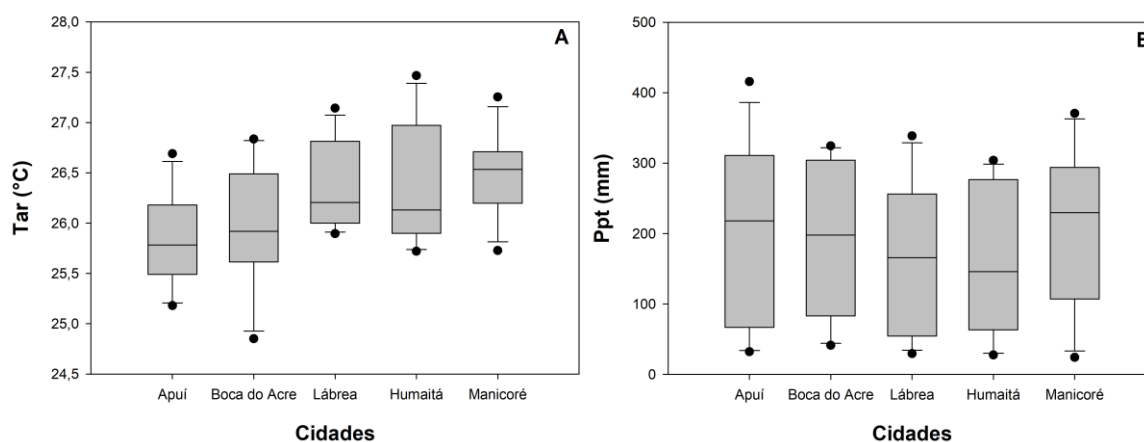 A
28,0
27,5
27,0
26,5
26,0
25,5
25,0
24,5
Tar (°C)
Apuí Boca do Acre Lábrea Humaitá Manicoré
Cidades
500
400
300
200
100
0
Ppt (mm)
Apuí Boca do Acre Lábrea Humaitá Manicoré
Cidades